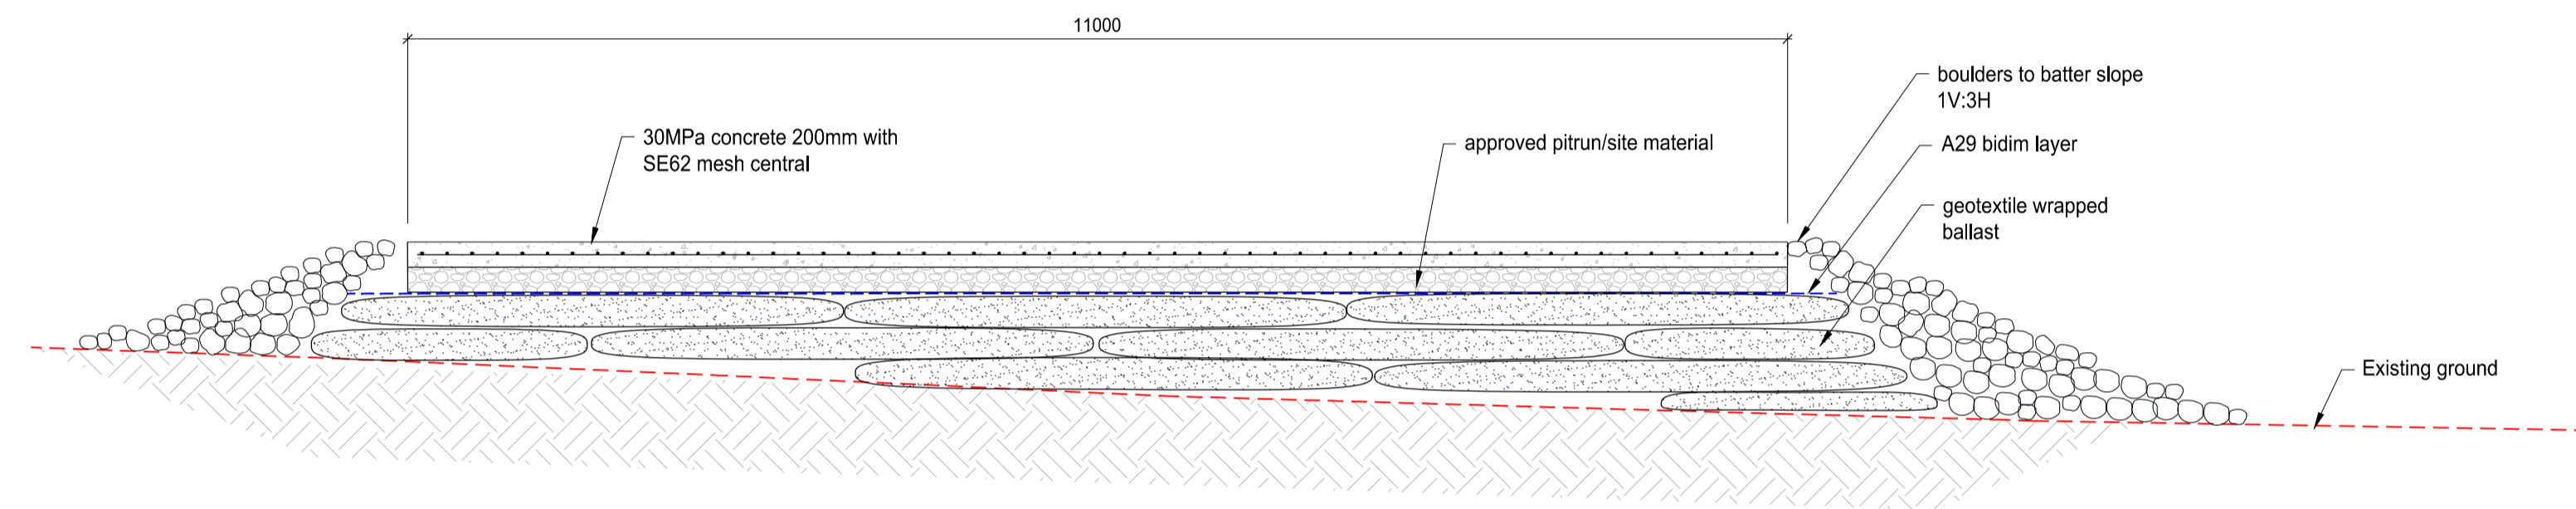 11000
boulders to batter slope
1V:3H
30MPa concrete 200mm with
SE62 mesh central
approved pitrun/site material
A29 bidim layer
geotextile wrapped
ballast
Existing ground